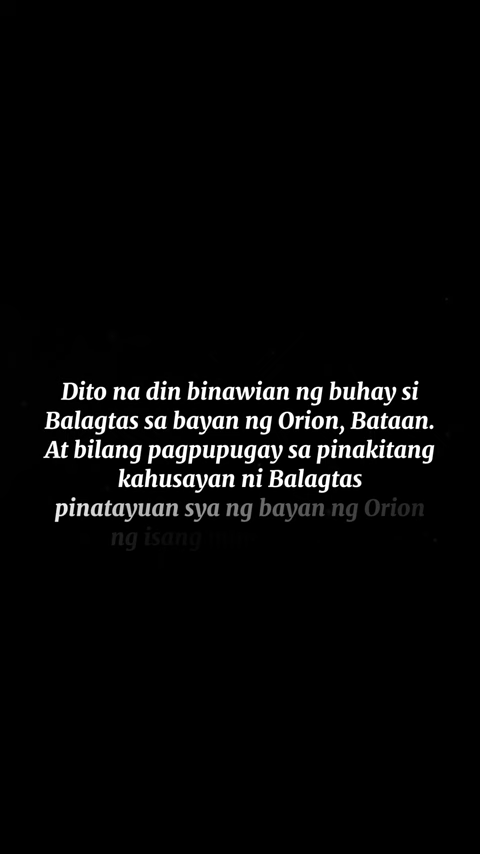 Dito na din binawian ng buhay si
Balagtas sa bayan ng Orion, Bataan.
At bilang pagpupugay sa pinakitang
kahusayan ni Balagtas
pinatayuan sya ng bayan ng Orion
ng isang